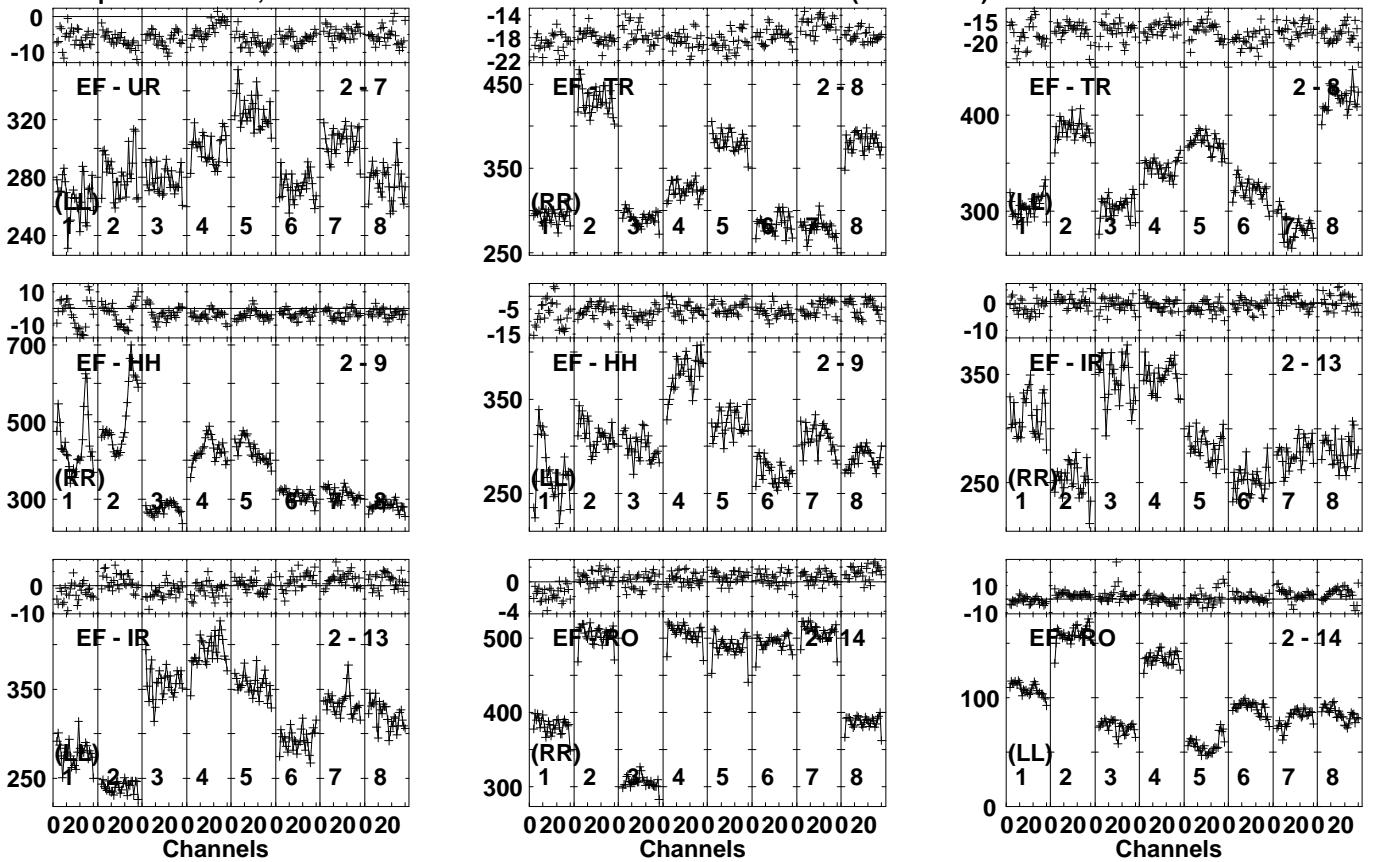 0 -14 -15
-10 -18 -20
-22
EF - UR 2 - 7 450 EF - TR 2 - 8 EF - TR 2 - 8
320 400
280 350
(LL) (RR) (LL)
240 1 2 3 4 5 6 7 8 1 2 3 4 5 6 7 8 300 1 2 3 4 5 6 7 8
250
10 -5 0
-10 -15 -10
700 EF - HH 2 - 9 EF - HH 2 - 9 EF - IR 2 - 13
350 350
500
(RR) (LL) (RR)
300 1 2 3 4 5 6 7 8 250 1 2 3 4 5 6 7 8 250 1 2 3 4 5 6 7 8
0 0 10
-10 -4 -10
EF - IR 2 - 13 500 EF - RO 2 - 14 EF - RO 2 - 14
350 400 100
(LL) (RR) (LL)
250 1 2 3 4 5 6 7 8 300 1 2 3 4 5 6 7 8 1 2 3 4 5 6 7 8
0
0 20 0 20 0 20 0 20 0 20 0 20 0 20 0 20 0 20 0 20 0 20 0 20 0 20 0 20 0 20 0 20 0 20 0 20 0 20 0 20 0 20 0 20 0 20 0 20
Channels Channels Channels